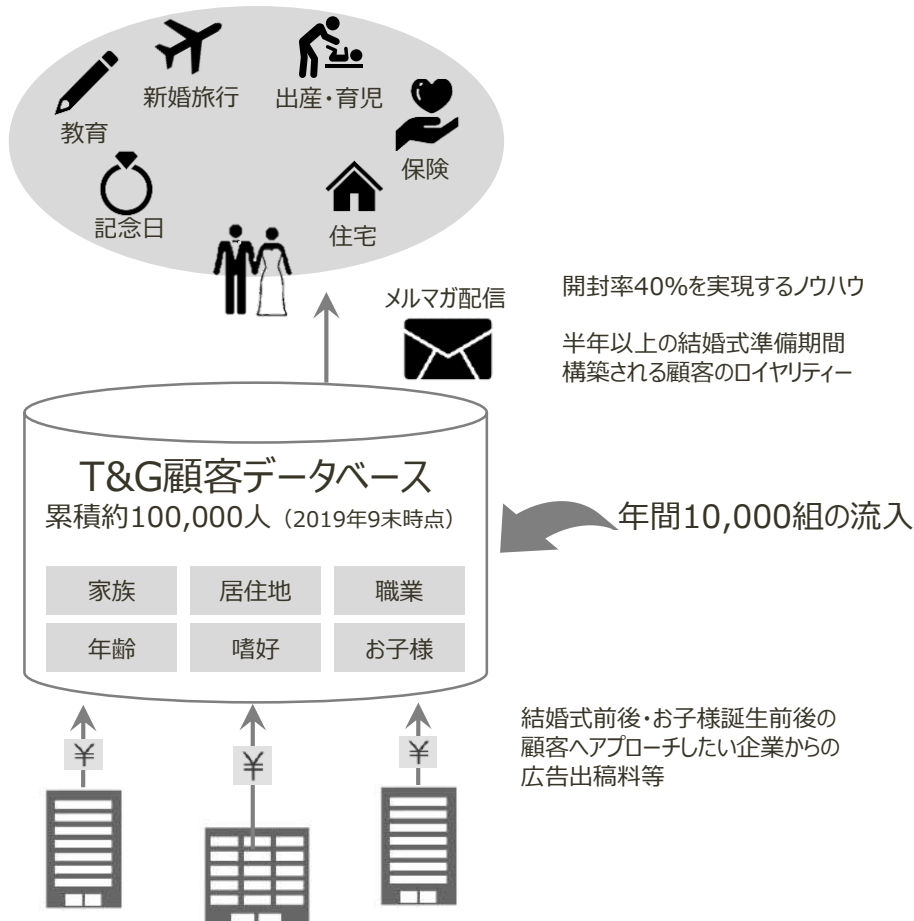 新婚旅行
出産・育児
教育
保険
記念日
住宅
メルマガ配信
開封率40%を実現するノウハウ
半年以上の結婚式準備期間
構築される顧客のロイヤリティー
T&G顧客データベース
累積約100,000人（2019年9末時点）
年間10,000組の流入
家族
居住地
職業
年齢
嗜好
お子様
結婚式前後・お子様誕生前後の
顧客へアプローチしたい企業からの
広告出稿料等
¥
¥
¥